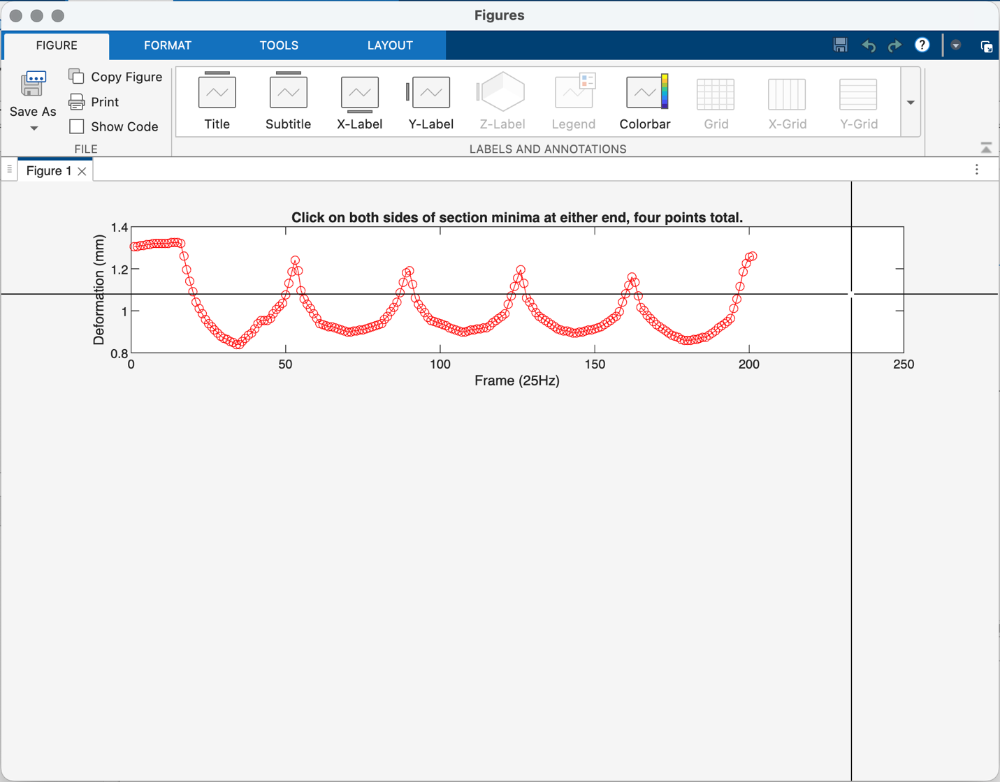 Figures
FIGURE FORMAT TOOLS LAYOUT
?
Save As
Copy Figure
Print
Show Code
FILE
Title Subtitle X-Label Y-Label Z-Label Legend Colorbar Grid X-Grid Y-Grid
LABELS AND ANNOTATIONS
Figure 1
Click on both sides of section minima at either end, four points total.
Deformation (mm)
1.4
1.2
1
0.8
0 50 100 150 200 250
Frame (25Hz)